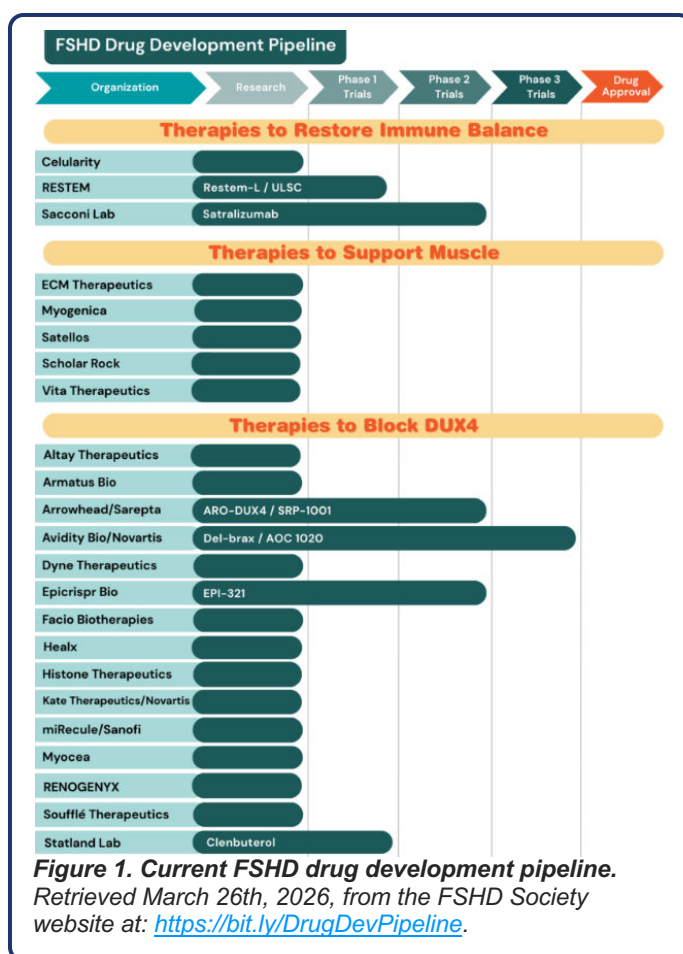 FSHD Drug Development Pipeline
Organization
Research
Phase 1
Trials
Phase 2
Trials
Phase 3
Trials
Drug
Approval
Therapies to Restore Immune Balance
Celularity
RESTEM Restem-L / ULSC
Sacconi Lab Satralizumab
Therapies to Support Muscle
ECM Therapeutics
Myogenica
Satellos
Scholar Rock
Vita Therapeutics
Therapies to Block DUX4
Altay Therapeutics
Armatus Bio
Arrowhead/Sarepta ARO-DUX4 / SRP-1001
Avidity Bio/Novartis Del-brax / AOC 1020
Dyne Therapeutics
Epicrispr Bio EPI-321
Facio Biotherapies
Healx
Histone Therapeutics
Kate Therapeutics/Novartis
miRecule/Sanofi
Myocea
RENOGENYX
Soufflé Therapeutics
Statland Lab Clenbuterol
Figure 1. Current FSHD drug development pipeline.
Retrieved March 26th, 2026, from the FSHD Society
website at: https://bit.ly/DrugDevPipeline.